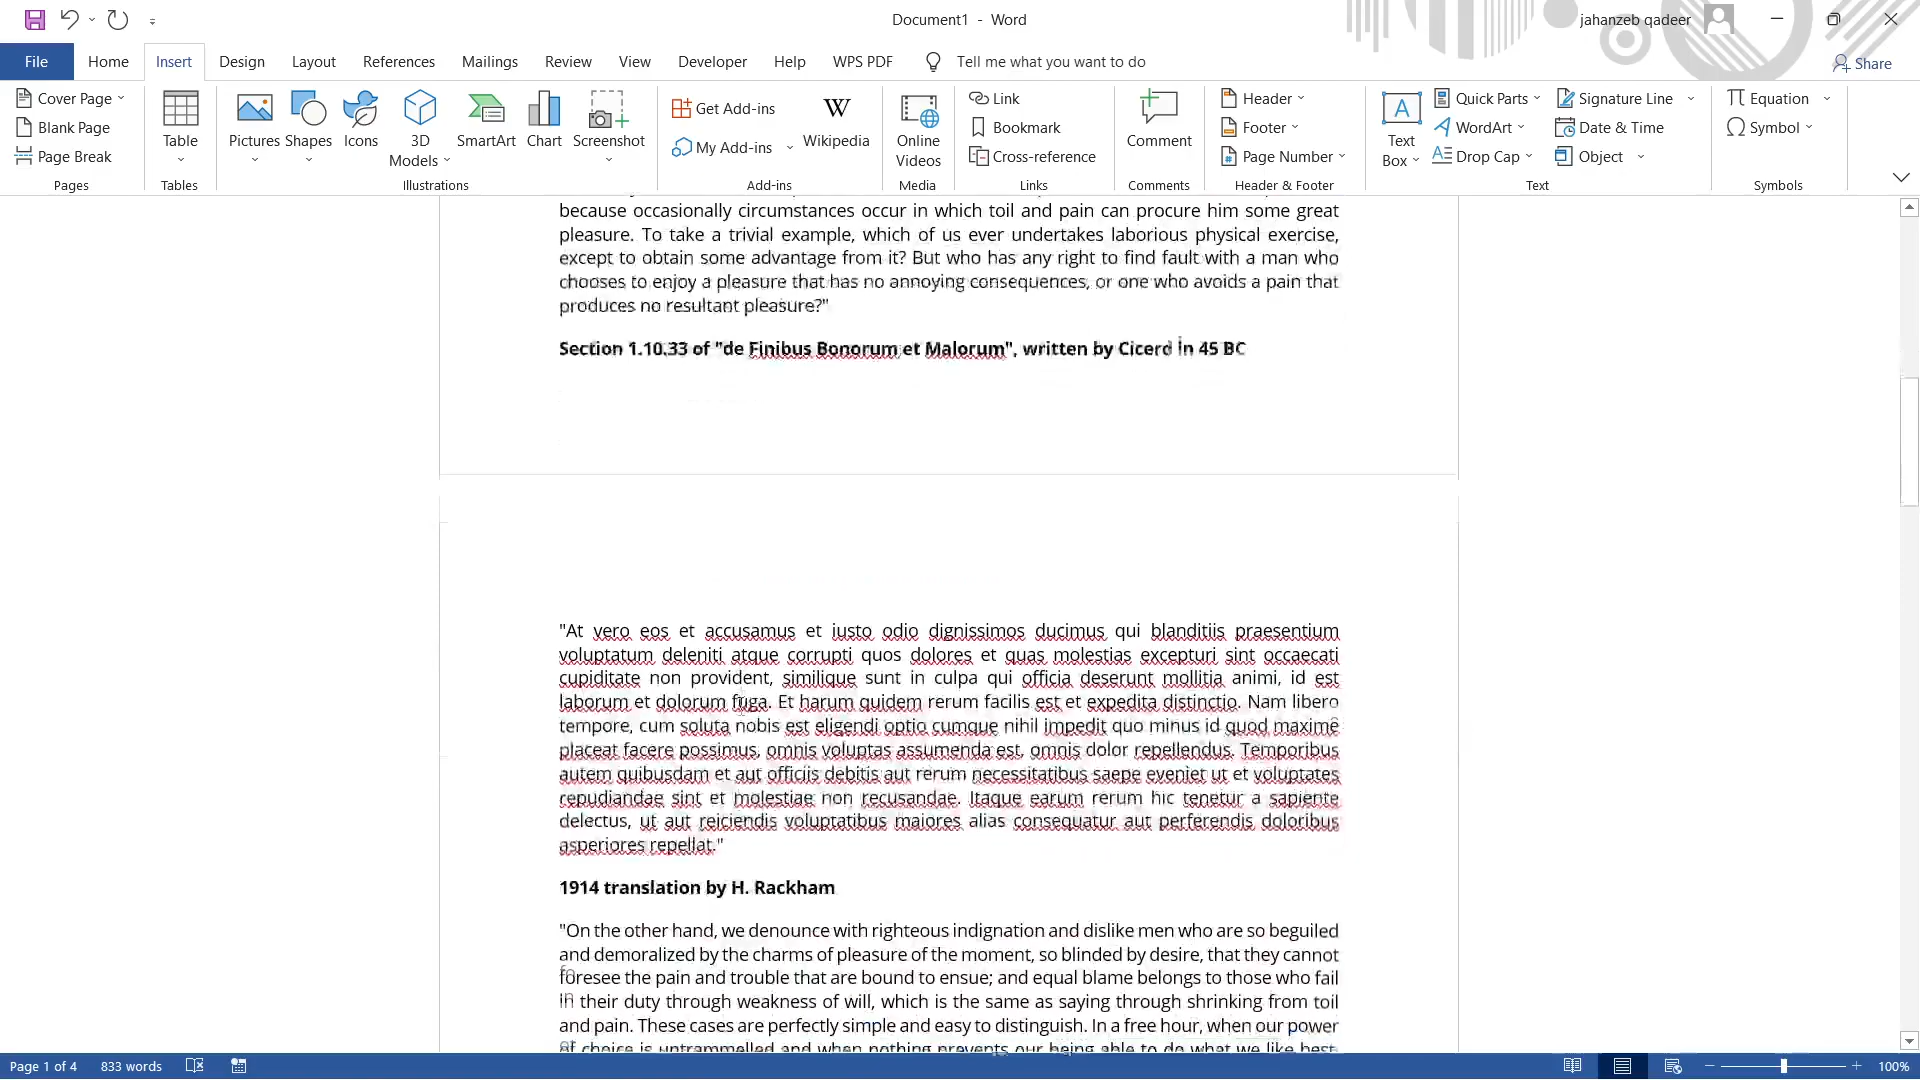 Document1 - Word
jahanzeb qadeer
File
Home
Insert
Design
Layout
References
Mailings
Review
View
Developer
Help
WPS PDF
Tell me what you want to do
Share
Cover Page
Blank Page
Page Break
Pages
Table
Tables
Pictures
Shapes
Icons
3D
Models
SmartArt
Chart
Screenshot
Illustrations
Get Add-ins
My Add-ins
W
Wikipedia
Add-ins
Online
Videos
Media
Link
Bookmark
Cross-reference
Links
Comment
Comments
Header
Footer
Page Number
Header & Footer
Text
Box
Quick Parts
WordArt
Drop Cap
Signature Line
Date & Time
Object
Text
Equation
Symbol
Symbols
because occasionally circumstances occur in which toil and pain can procure him some great
pleasure. To take a trivial example, which of us ever undertakes laborious physical exercise,
except to obtain some advantage from it? But who has any right to find fault with a man who
chooses to enjoy a pleasure that has no annoying consequences, or one who avoids a pain that
produces no resultant pleasure?"
Section 1.10.33 of "de Finibus Bonorum et Malorum", written by Cicero in 45 BC
"At vero eos et accusamus et iusto odio dignissimos ducimus qui blanditiis praesentium
voluptatum deleniti atque corrupti quos dolores et quas molestias excepturi sint occaecati
cupiditate non provident, similique sunt in culpa qui officia deserunt mollitia animi, id est
laborum et dolorum fuga. Et harum quidem rerum facilis est et expedita distinctio. Nam libero
tempore, cum soluta nobis est eligendi optio cumque nihil impedit quo minus id quod maxime
placeat facere possimus, omnis voluptas assumenda est, omnis dolor repellendus. Temporibus
autem quibusdam et aut officiis debitis aut rerum necessitatibus saepe eveniet ut et voluptates
repudiandae sint et molestiae non recusandae. Itaque earum rerum hic tenetur a sapiente
delectus, ut aut reiciendis voluptatibus maiores alias consequatur aut perferendis doloribus
asperiores repellat."
1914 translation by H. Rackham
"On the other hand, we denounce with righteous indignation and dislike men who are so beguiled
and demoralized by the charms of pleasure of the moment, so blinded by desire, that they cannot
foresee the pain and trouble that are bound to ensue; and equal blame belongs to those who fail
in their duty through weakness of will, which is the same as saying through shrinking from toil
and pain. These cases are perfectly simple and easy to distinguish. In a free hour, when our power
of choice is untrammelled and when nothing prevents our being able to do what we like best,
Page 1 of 4
833 words
100%